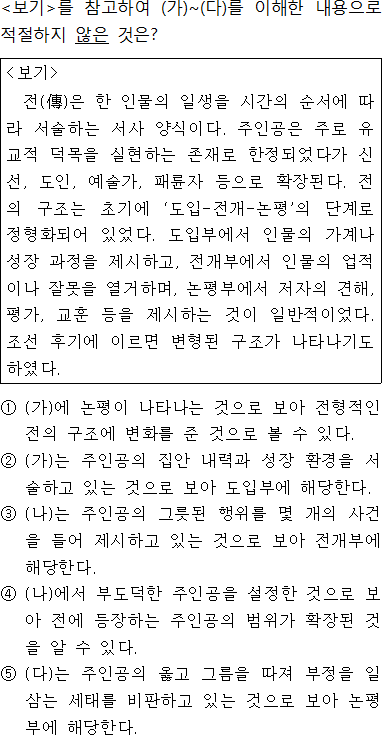 <보기>를 참고하여 (가)~(다)를 이해한 내용으로
적절하지 않은 것은?
<보기>
전(傳)은 한 인물의 일생을 시간의 순서에 따
라 서술하는 서사 양식이다. 주인공은 주로 유
교적 덕목을 실현하는 존재로 한정되었다가 신
선, 도인, 예술가, 패륜자 등으로 확장된다. 전
의 구조는 초기에 ‘도입-전개-논평’의 단계로
정형화되어 있었다. 도입부에서 인물의 가계나
성장 과정을 제시하고, 전개부에서 인물의 업적
이나 잘못을 열거하며, 논평부에서 저자의 견해,
평가, 교훈 등을 제시하는 것이 일반적이었다.
조선 후기에 이르면 변형된 구조가 나타나기도
하였다.
① (가)에 논평이 나타나는 것으로 보아 전형적인
전의 구조에 변화를 준 것으로 볼 수 있다.
② (가)는 주인공의 집안 내력과 성장 환경을 서
술하고 있는 것으로 보아 도입부에 해당한다.
③ (나)는 주인공의 그릇된 행위를 몇 개의 사건
을 들어 제시하고 있는 것으로 보아 전개부에
해당한다.
④ (나)에서 부도덕한 주인공을 설정한 것으로 보
아 전에 등장하는 주인공의 범위가 확장된 것
을 알 수 있다.
⑤ (다)는 주인공의 옳고 그름을 따져 부정을 일
삼는 세태를 비판하고 있는 것으로 보아 논평
부에 해당한다.